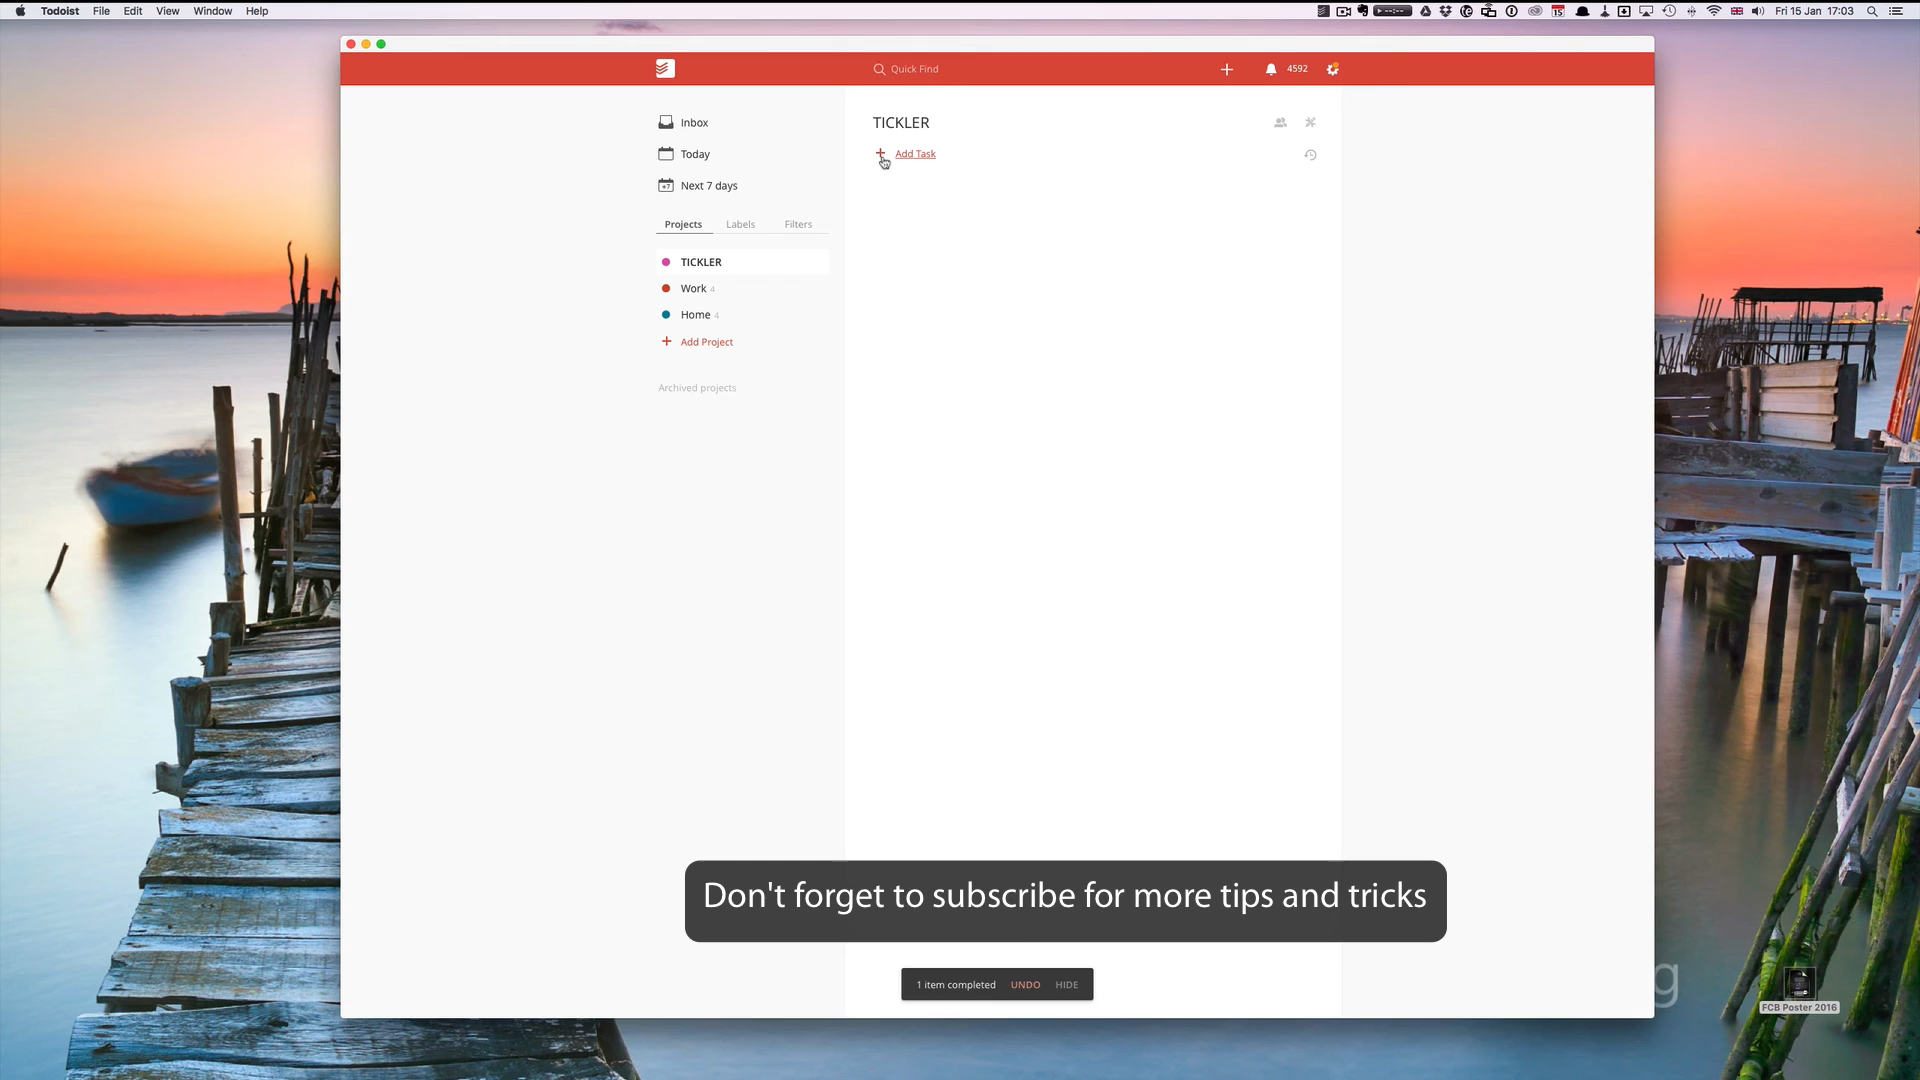 Todoist File Edit View Window Help
Fri 15 Jan 17:03
Quick Find
4592
Inbox
Today
Next 7 days
Projects Labels Filters
TICKLER
Work 4
Home 4
Add Project
Archived projects
TICKLER
Add Task
Don't forget to subscribe for more tips and tricks
1 item completed UNDO HIDE
g
FCB Poster 2016